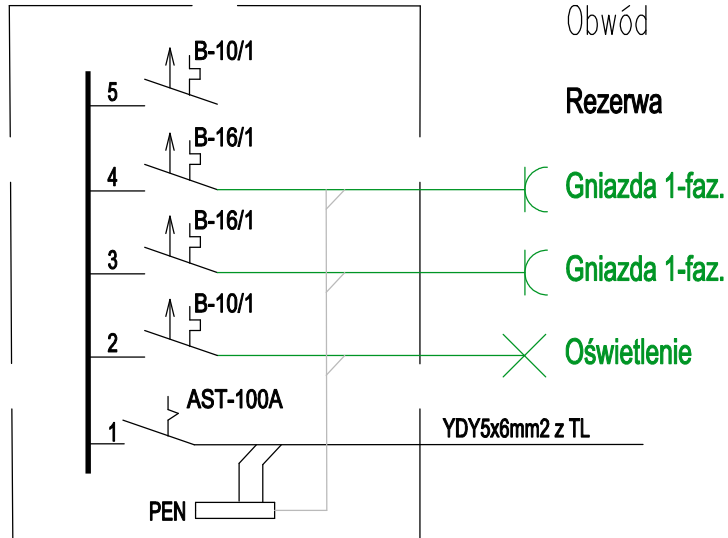 Obwód
B-10/1
5
Rezerwa
B-16/1
4
Gniazda 1-faz.
B-16/1
3
Gniazda 1-faz.
B-10/1
2
Oświetlenie
AST-100A
1
YDY5x6mm2 z TL
PEN